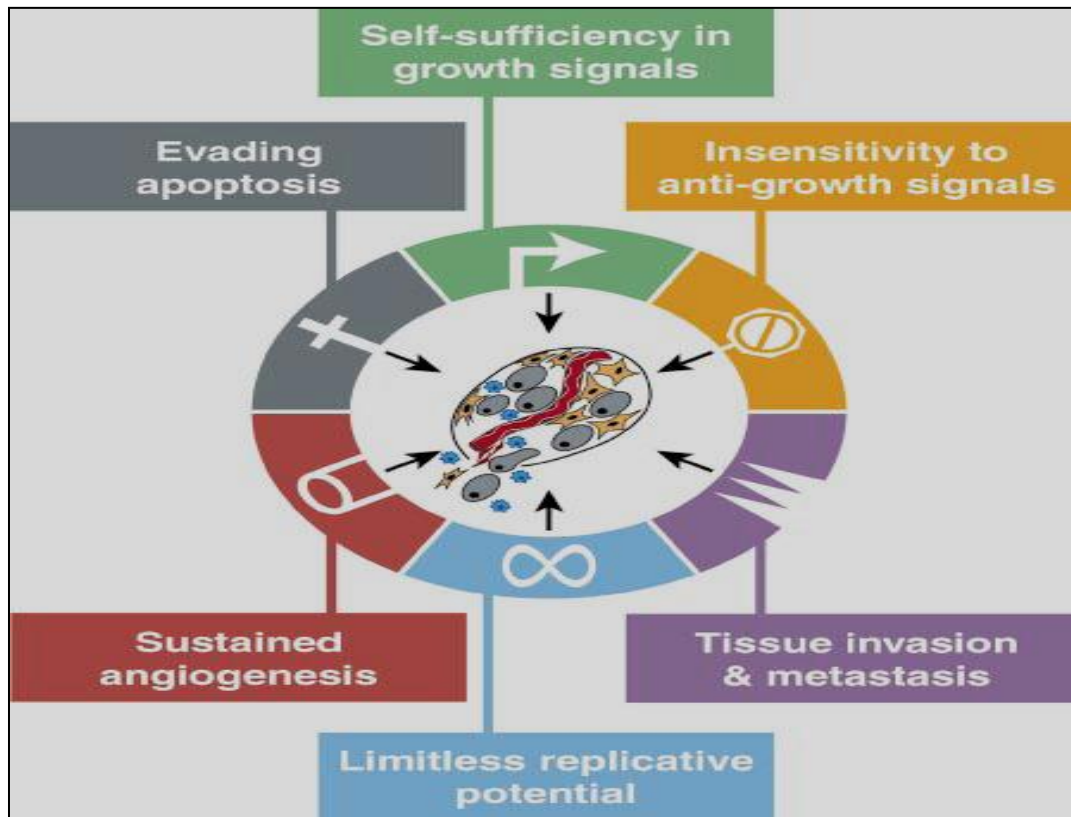 Self-sufficiency in
growth signals
Evading
apoptosis
Insensitivity to
anti-growth signals
Sustained
angiogenesis
Tissue invasion
& metastasis
Limitless replicative
potential